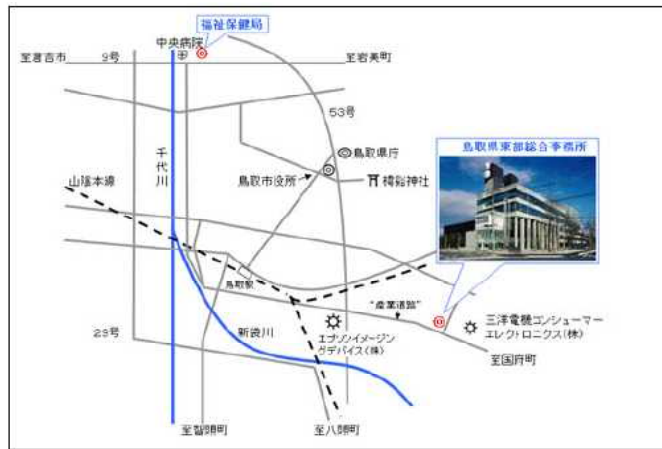 福祉保健局
中央病院
至倉吉市
9号
至岩美町
53号
千代川
鳥取県庁
鳥取県東部総合事務所
山陰本線
鳥取市役所
樗谿神社
鳥取駅
"産業道路"
23号
新袋川
エプソンイメージン
グデバイス(株)
三洋電機コンシューマー
エレクトロニクス(株)
至国府町
至智頭町
至八頭町